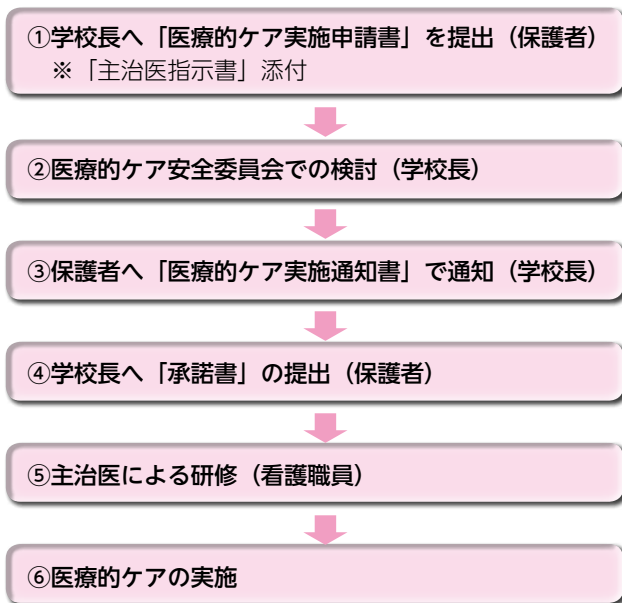 ①学校長へ「医療的ケア実施申請書」を提出（保護者）
※「主治医指示書」添付
②医療的ケア安全委員会での検討（学校長）
③保護者へ「医療的ケア実施通知書」で通知（学校長）
④学校長へ「承諾書」の提出（保護者）
⑤主治医による研修（看護職員）
⑥医療的ケアの実施